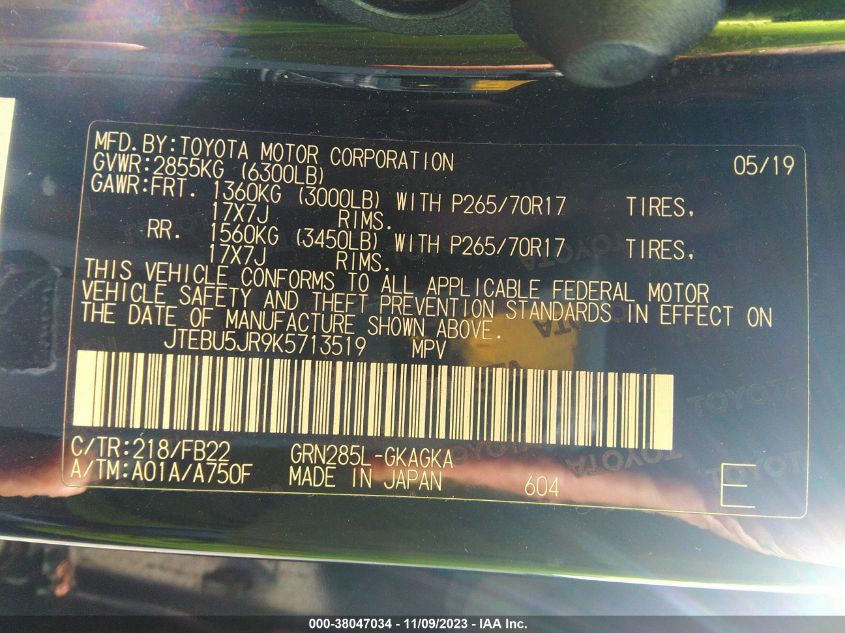 MFD.BY:TOYOTA MOTOR CORPORATION 05/19
GVWR:2855KG (6300LB)
GAWR:FRT. 1360KG (3000LB) WITH P265/70R17 TIRES,
17X7J RIMS.
RR. 1560KG (3450LB) WITH P265/70R17 TIRES,
17X7J RIMS.
THIS VEHICLE CONFORMS TO ALL APPLICABLE FEDERAL MOTOR
VEHICLE SAFETY AND THEFT PREVENTION STANDARDS IN EFFECT ON
THE DATE OF MANUFACTURE SHOWN ABOVE.
JTEBU5JR9K5713519 MPV
C/TR:218/FB22 GRN285L-GKAGKA
A/TM:A01A/A750F MADE IN JAPAN 604 E
000-38047034 - 11/09/2023 - IAA Inc.